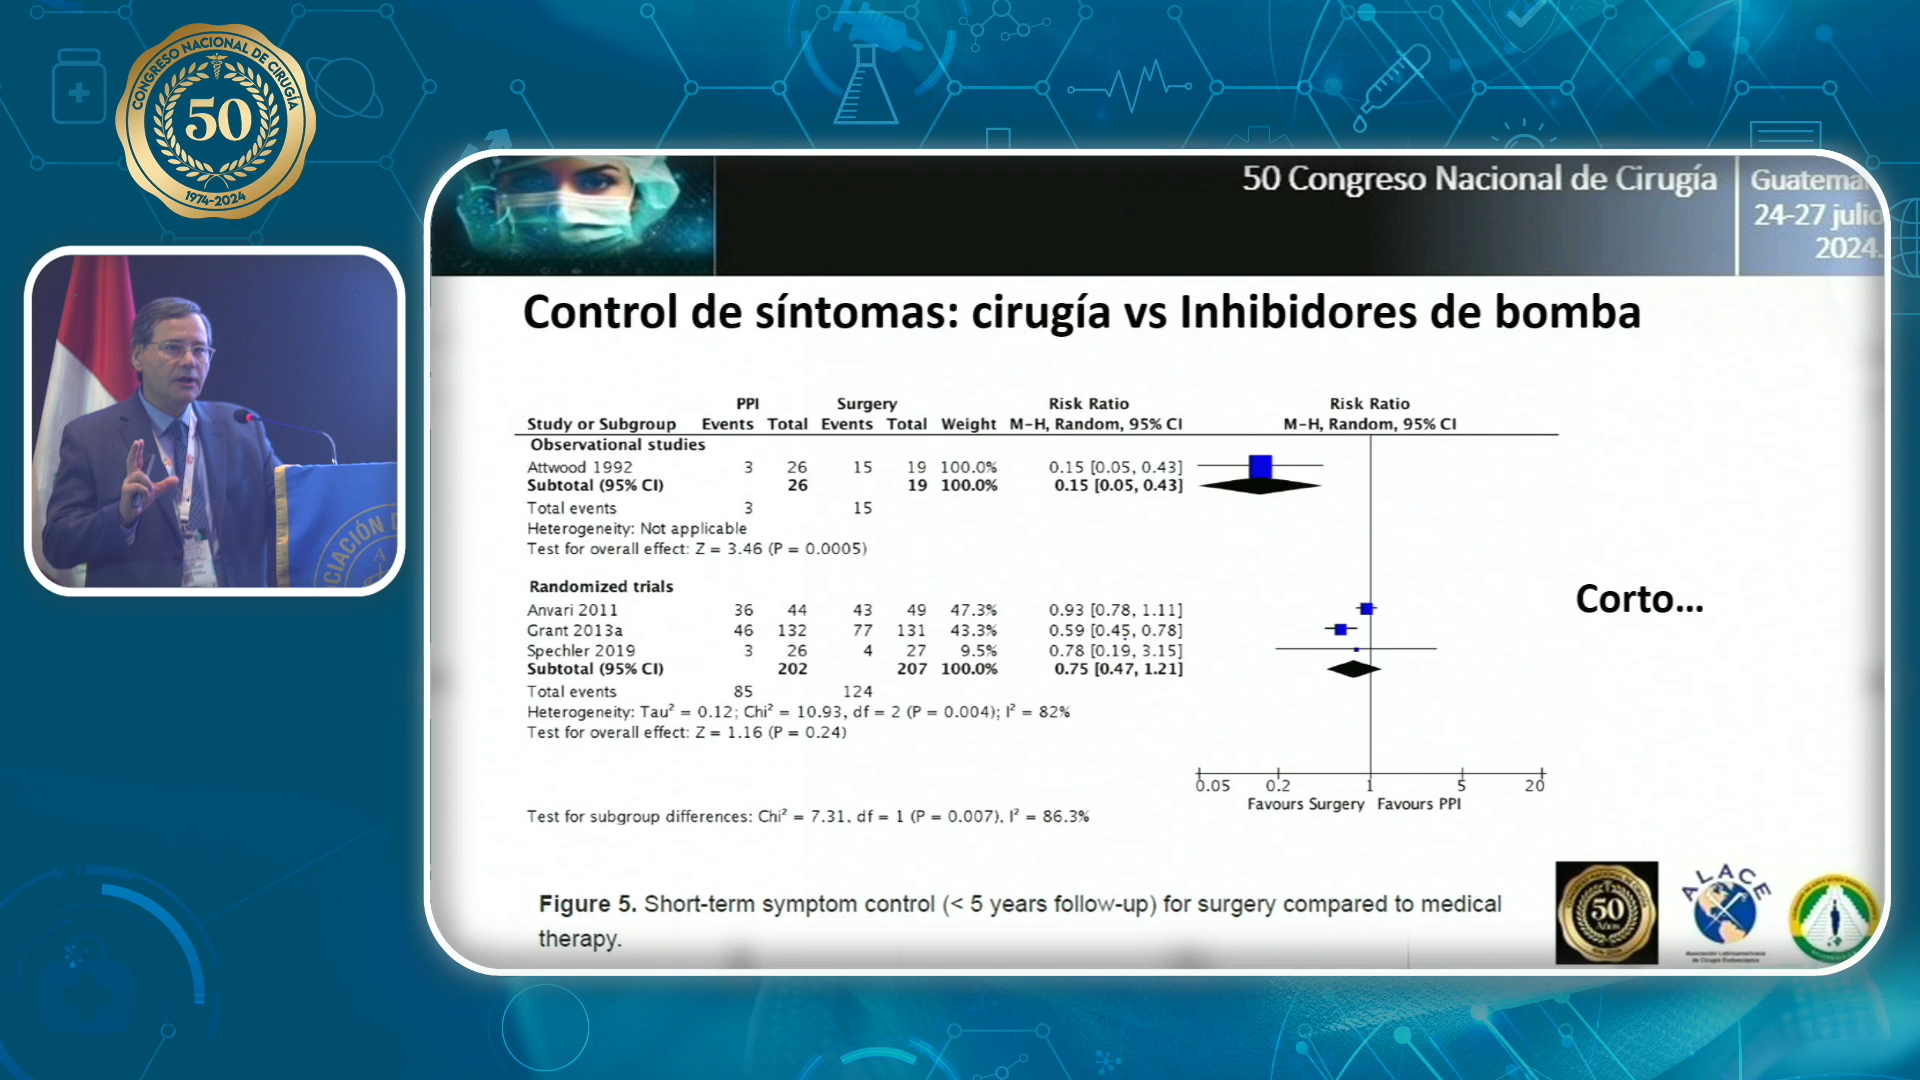 CONGRESO NACIONAL DE CIRUGÍA
50
1974-2024
50 Congreso Nacional de Cirugía
24-27 julio
2024.
CIACIÓN D
Control de síntomas: cirugía vs Inhibidores de bomba
PPI Surgery Risk Ratio Risk Ratio
Study or Subgroup Events Total Events Total Weight M-H, Random, 95% CI M-H, Random, 95% CI
Observational studies
Attwood 1992 3 26 15 19 100.0% 0.15 [0.05, 0.43]
Subtotal (95% CI) 26 19 100.0% 0.15 [0.05, 0.43]
Total events 3 15
Heterogeneity: Not applicable
Test for overall effect: Z = 3.46 (P = 0.0005)
Randomized trials
Anvari 2011 36 44 43 49 47.3% 0.93 [0.78, 1.11]
Grant 2013a 46 132 77 131 43.3% 0.59 [0.45, 0.78]
Spechler 2019 3 26 4 27 9.5% 0.78 [0.19, 3.15]
Subtotal (95% CI) 202 207 100.0% 0.75 [0.47, 1.21]
Total events 85 124
Heterogeneity: Tau² = 0.12; Chi² = 10.93, df = 2 (P = 0.004); I² = 82%
Test for overall effect: Z = 1.16 (P = 0.24)
Corto...
0.05 0.2 1 5 20
Favours Surgery Favours PPI
Test for subgroup differences: Chi² = 7.31, df = 1 (P = 0.007), I² = 86.3%
Figure 5. Short-term symptom control (< 5 years follow-up) for surgery compared to medical
therapy.
50
Años
ALACE
Asociación Latinoamericana
de Cirugía Endoscópica